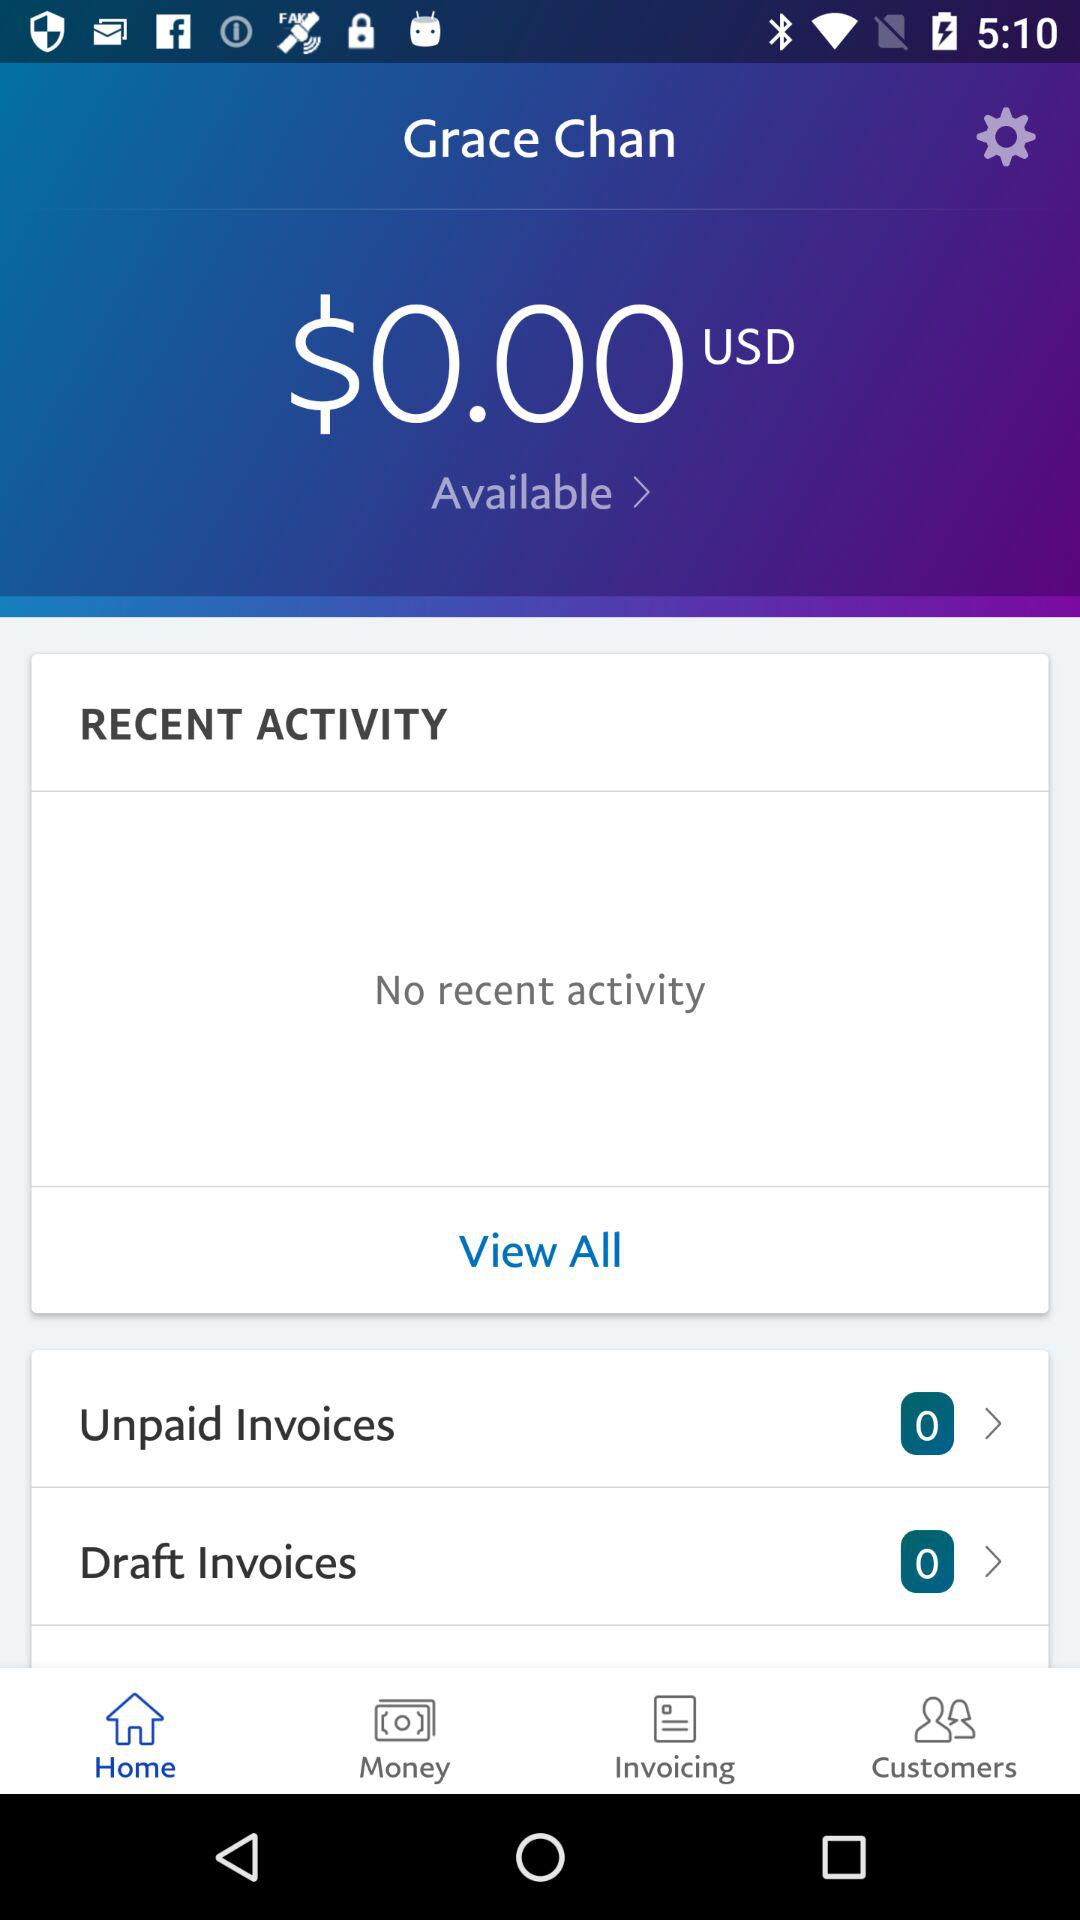 FAKE
5:10
Grace Chan
$0.00 USD
Available
RECENT ACTIVITY
No recent activity
View All
Unpaid Invoices 0
Draft Invoices 0
Home Money Invoicing Customers